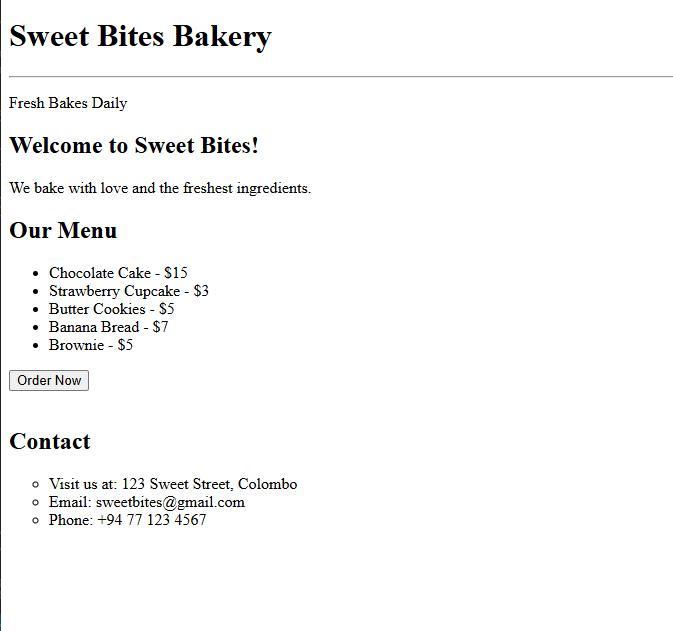 Sweet Bites Bakery
Fresh Bakes Daily
Welcome to Sweet Bites!
We bake with love and the freshest ingredients.
Our Menu
Chocolate Cake - $15
Strawberry Cupcake - $3
Butter Cookies - $5
Banana Bread - $7
Brownie - $5
Order Now
Contact
Visit us at: 123 Sweet Street, Colombo
Email: sweetbites@gmail.com
Phone: +94 77 123 4567